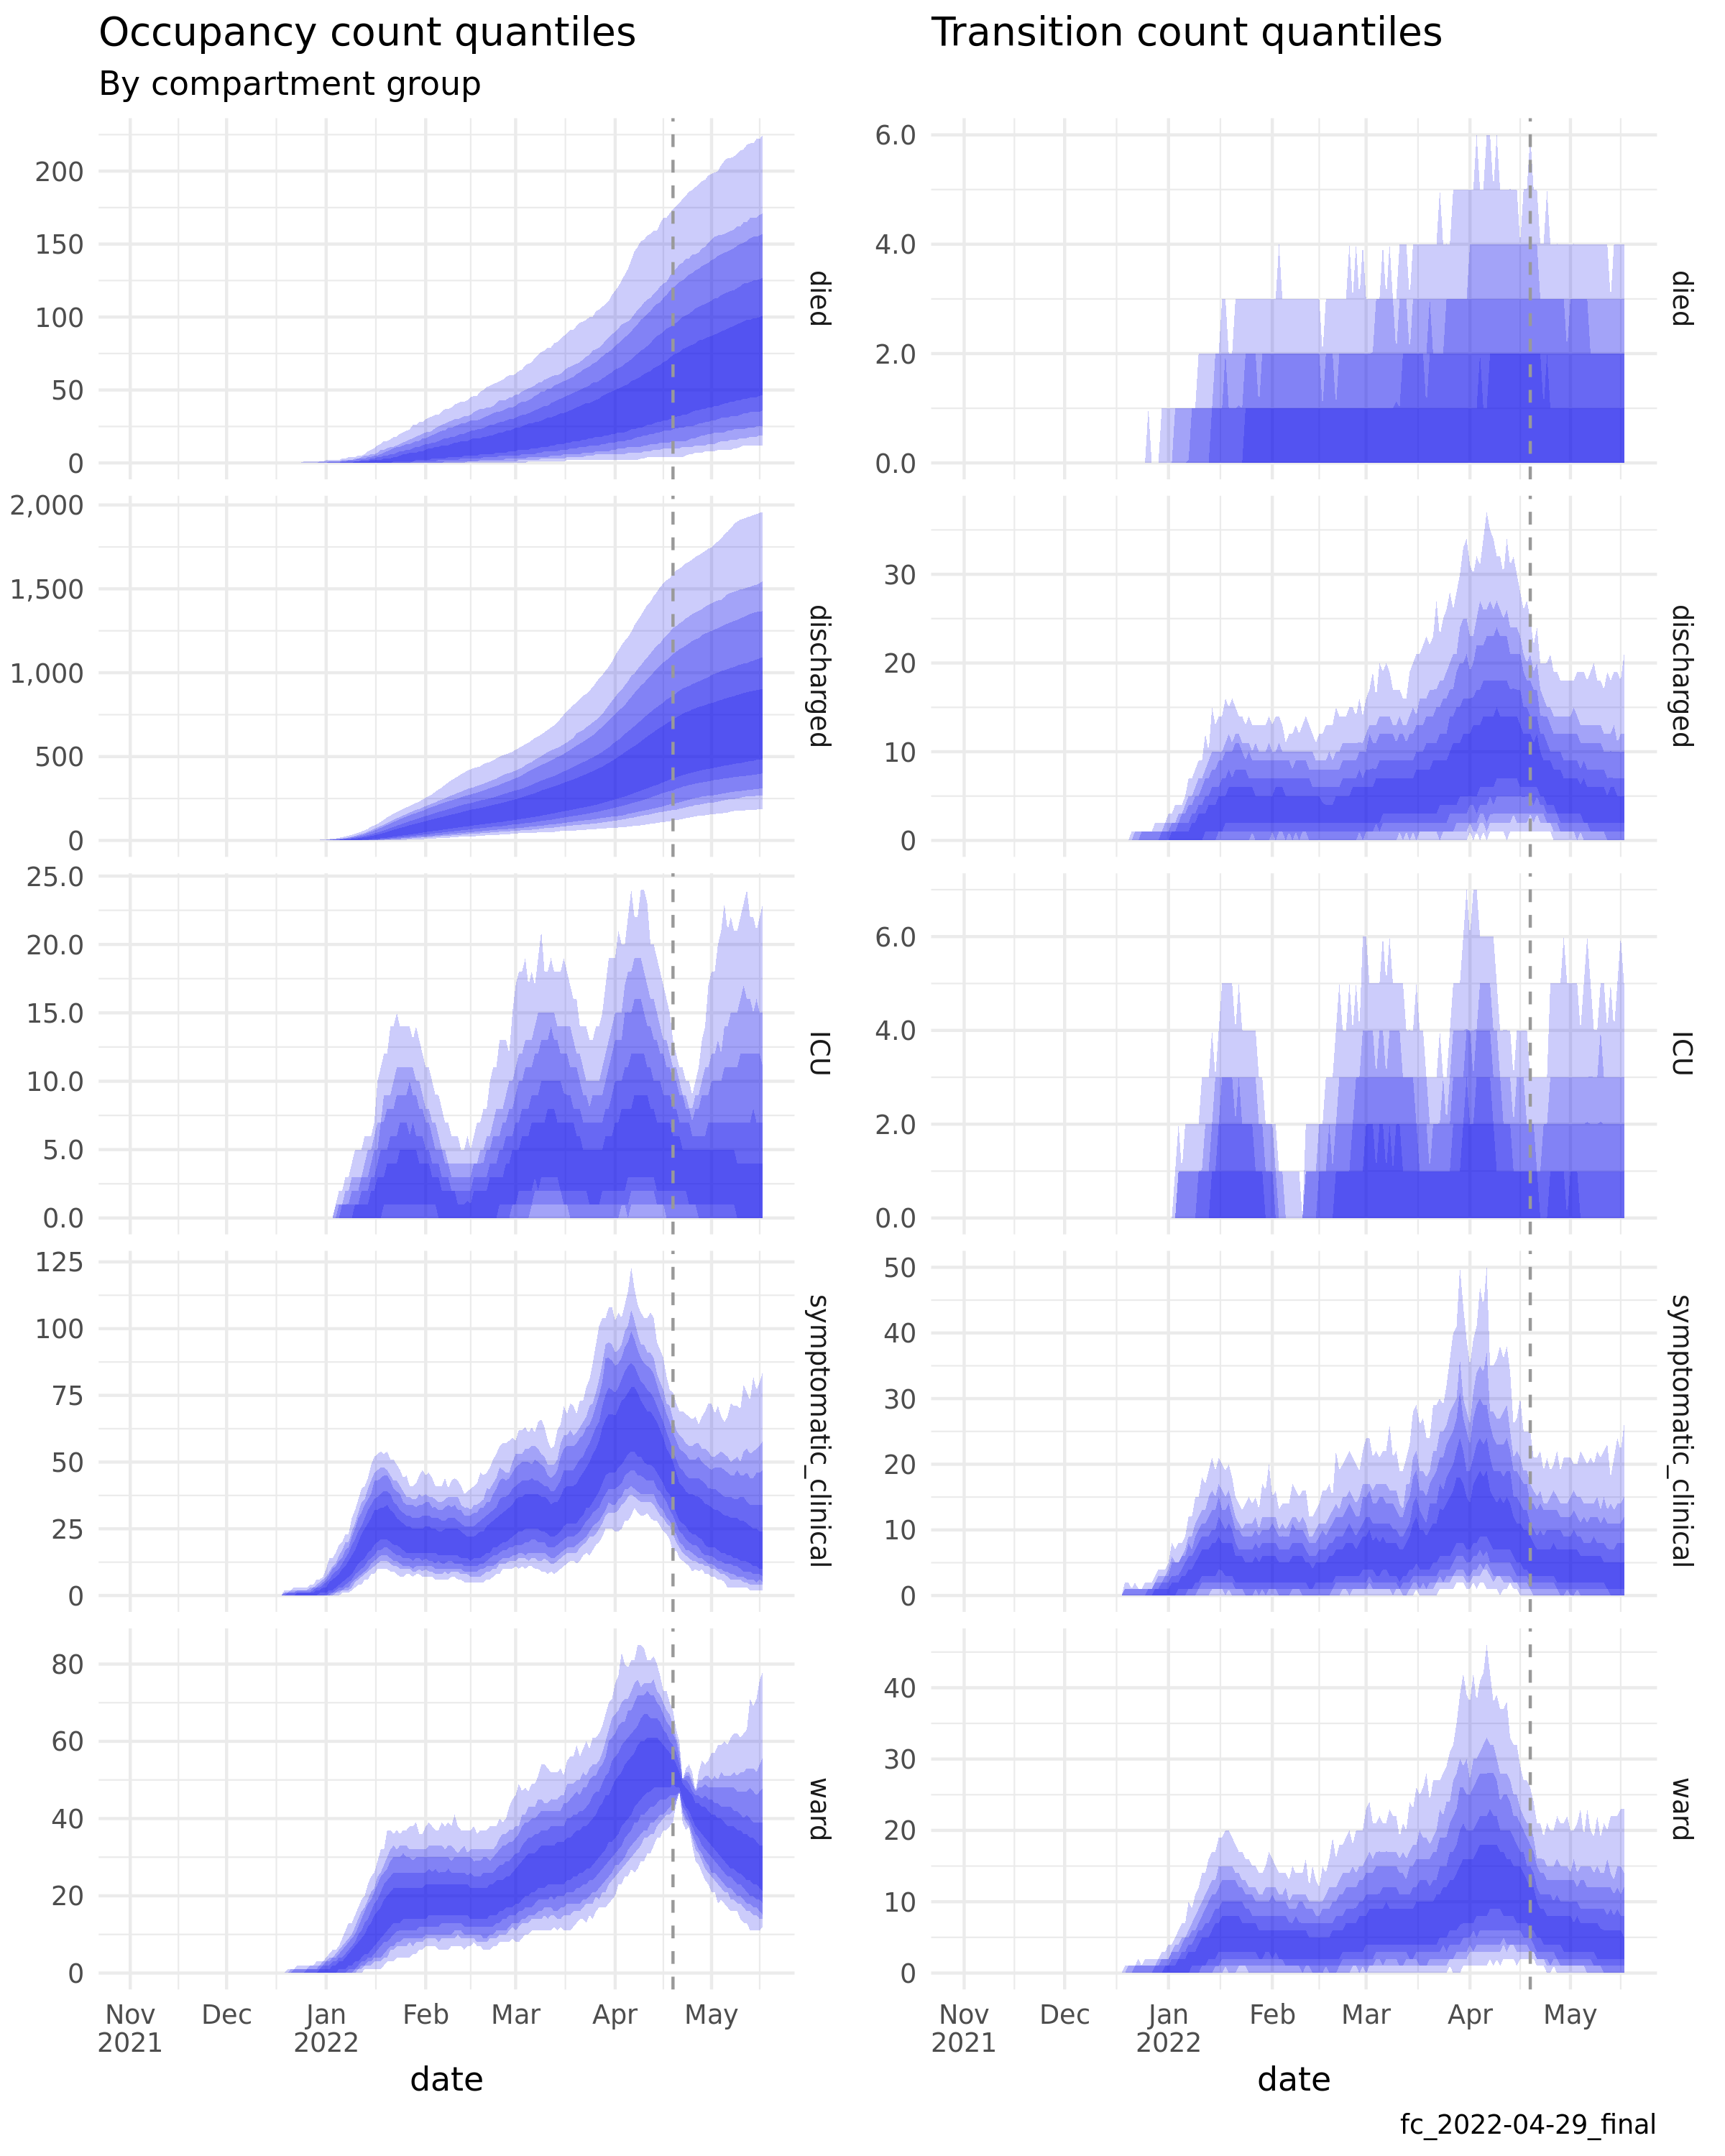 Occupancy count quantiles
By compartment group
Transition count quantiles
200
150
100
50
0
died
6.0
4.0
2.0
0.0
died
2,000
1,500
1,000
500
0
discharged
30
20
10
0
discharged
25.0
20.0
15.0
10.0
5.0
0.0
ICU
6.0
4.0
2.0
0.0
ICU
125
100
75
50
25
0
symptomatic_clinical
50
40
30
20
10
0
symptomatic_clinical
80
60
40
20
0
ward
40
30
20
10
0
ward
Nov Dec Jan Feb Mar Apr May
2021 2022
date
Nov Dec Jan Feb Mar Apr May
2021 2022
date
fc_2022-04-29_final